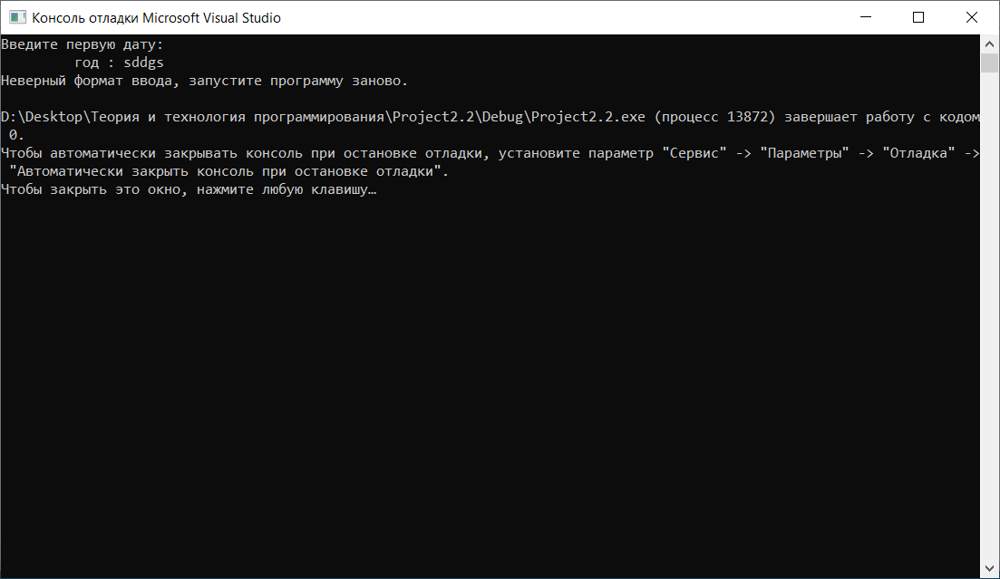 Консоль отладки Microsoft Visual Studio
Введите первую дату:
год : sddgs
Неверный формат ввода, запустите программу заново.
D:\Desktop\Теория и технология программирования\Project2.2\Debug\Project2.2.exe (процесс 13872) завершает работу с кодом
0.
Чтобы автоматически закрывать консоль при остановке отладки, установите параметр "Сервис" -> "Параметры" -> "Отладка" ->
"Автоматически закрыть консоль при остановке отладки".
Чтобы закрыть это окно, нажмите любую клавишу…